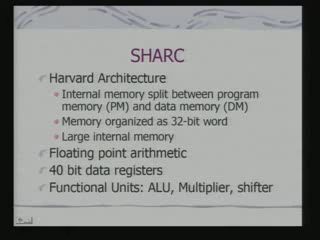 SHARC
Harvard Architecture
Internal memory split between program
memory (PM) and data memory (DM)
Memory organized as 32-bit word
Large internal memory
Floating point arithmetic
40 bit data registers
Functional Units: ALU, Multiplier, shifter